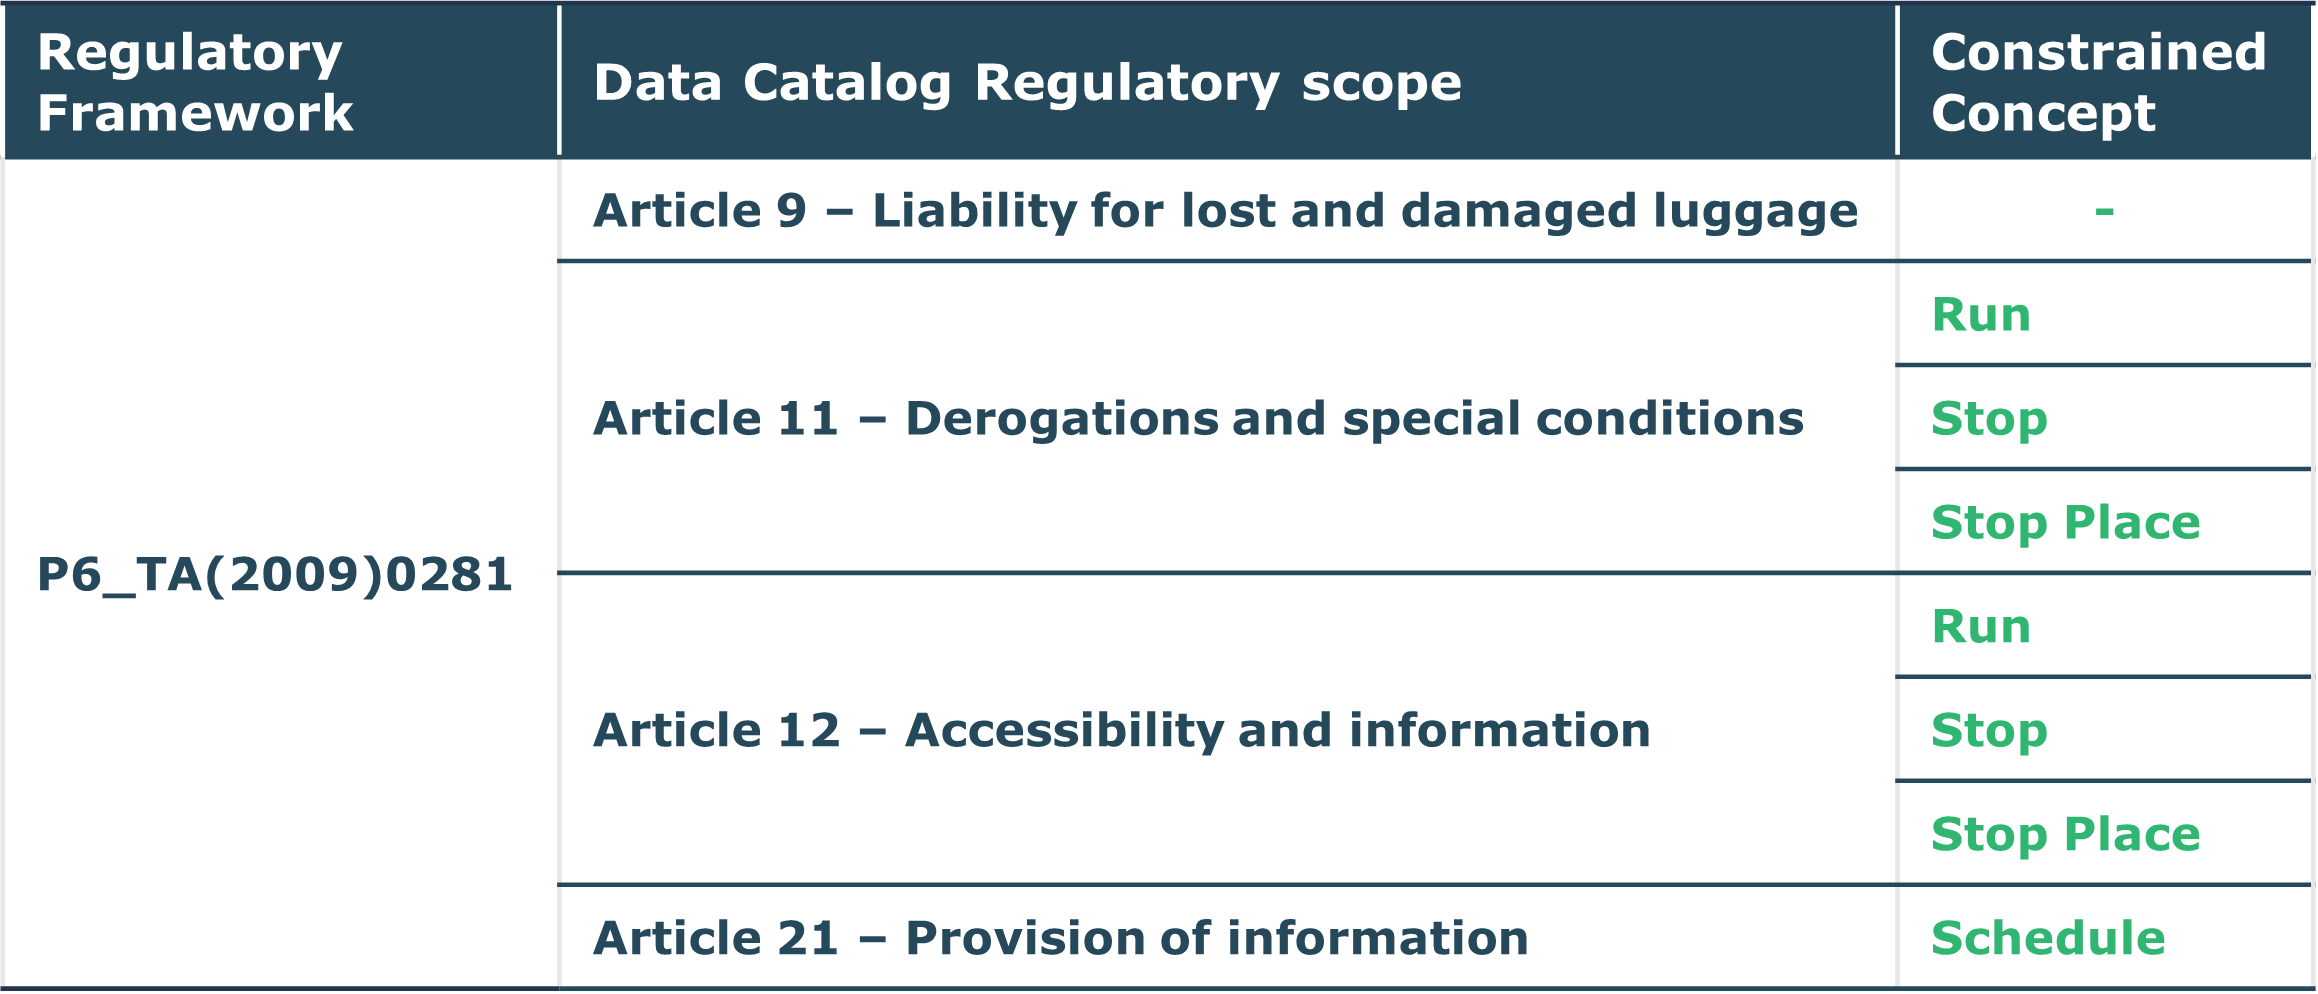 Regulatory
Framework
Data Catalog Regulatory scope
Constrained
Concept
P6_TA(2009)0281
Article 9 – Liability for lost and damaged luggage
-
Article 11 – Derogations and special conditions
Run
Stop
Stop Place
Article 12 – Accessibility and information
Run
Stop
Stop Place
Article 21 – Provision of information
Schedule